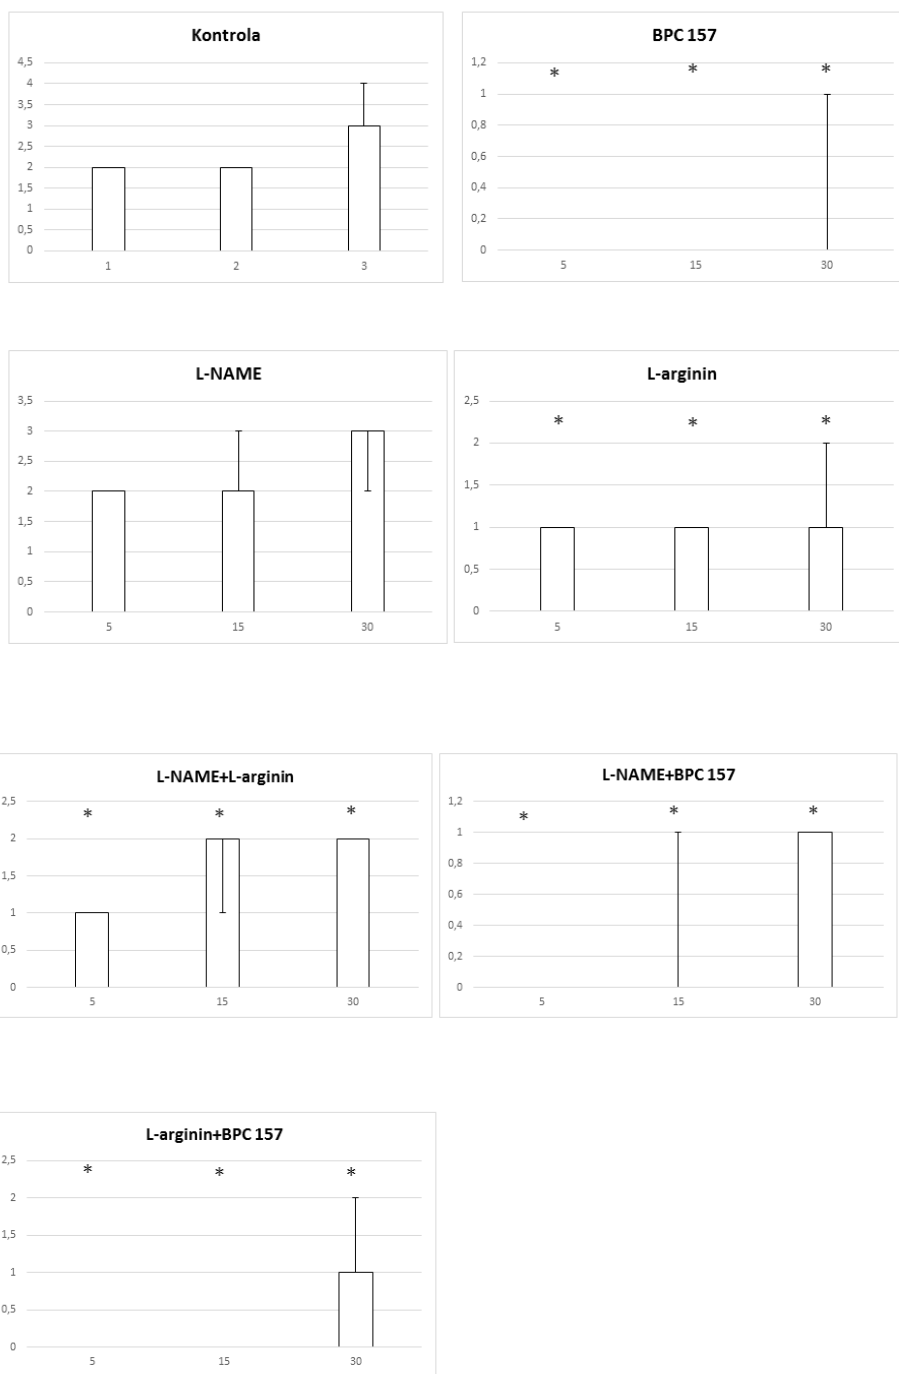 Kontrola
4,5
4
3,5
3
2,5
2
1,5
1
0,5
0
1 2 3
BPC 157
1,2
1
0,8
0,6
0,4
0,2
0
* * *
5 15 30
L-NAME
3,5
3
2,5
2
1,5
1
0,5
0
5 15 30
L-arginin
2,5
2
1,5
1
0,5
0
* * *
5 15 30
L-NAME+L-arginin
2,5
2
1,5
1
0,5
0
* * *
5 15 30
L-NAME+BPC 157
1,2
1
0,8
0,6
0,4
0,2
0
* * *
5 15 30
L-arginin+BPC 157
2,5
2
1,5
1
0,5
0
* * *
5 15 30